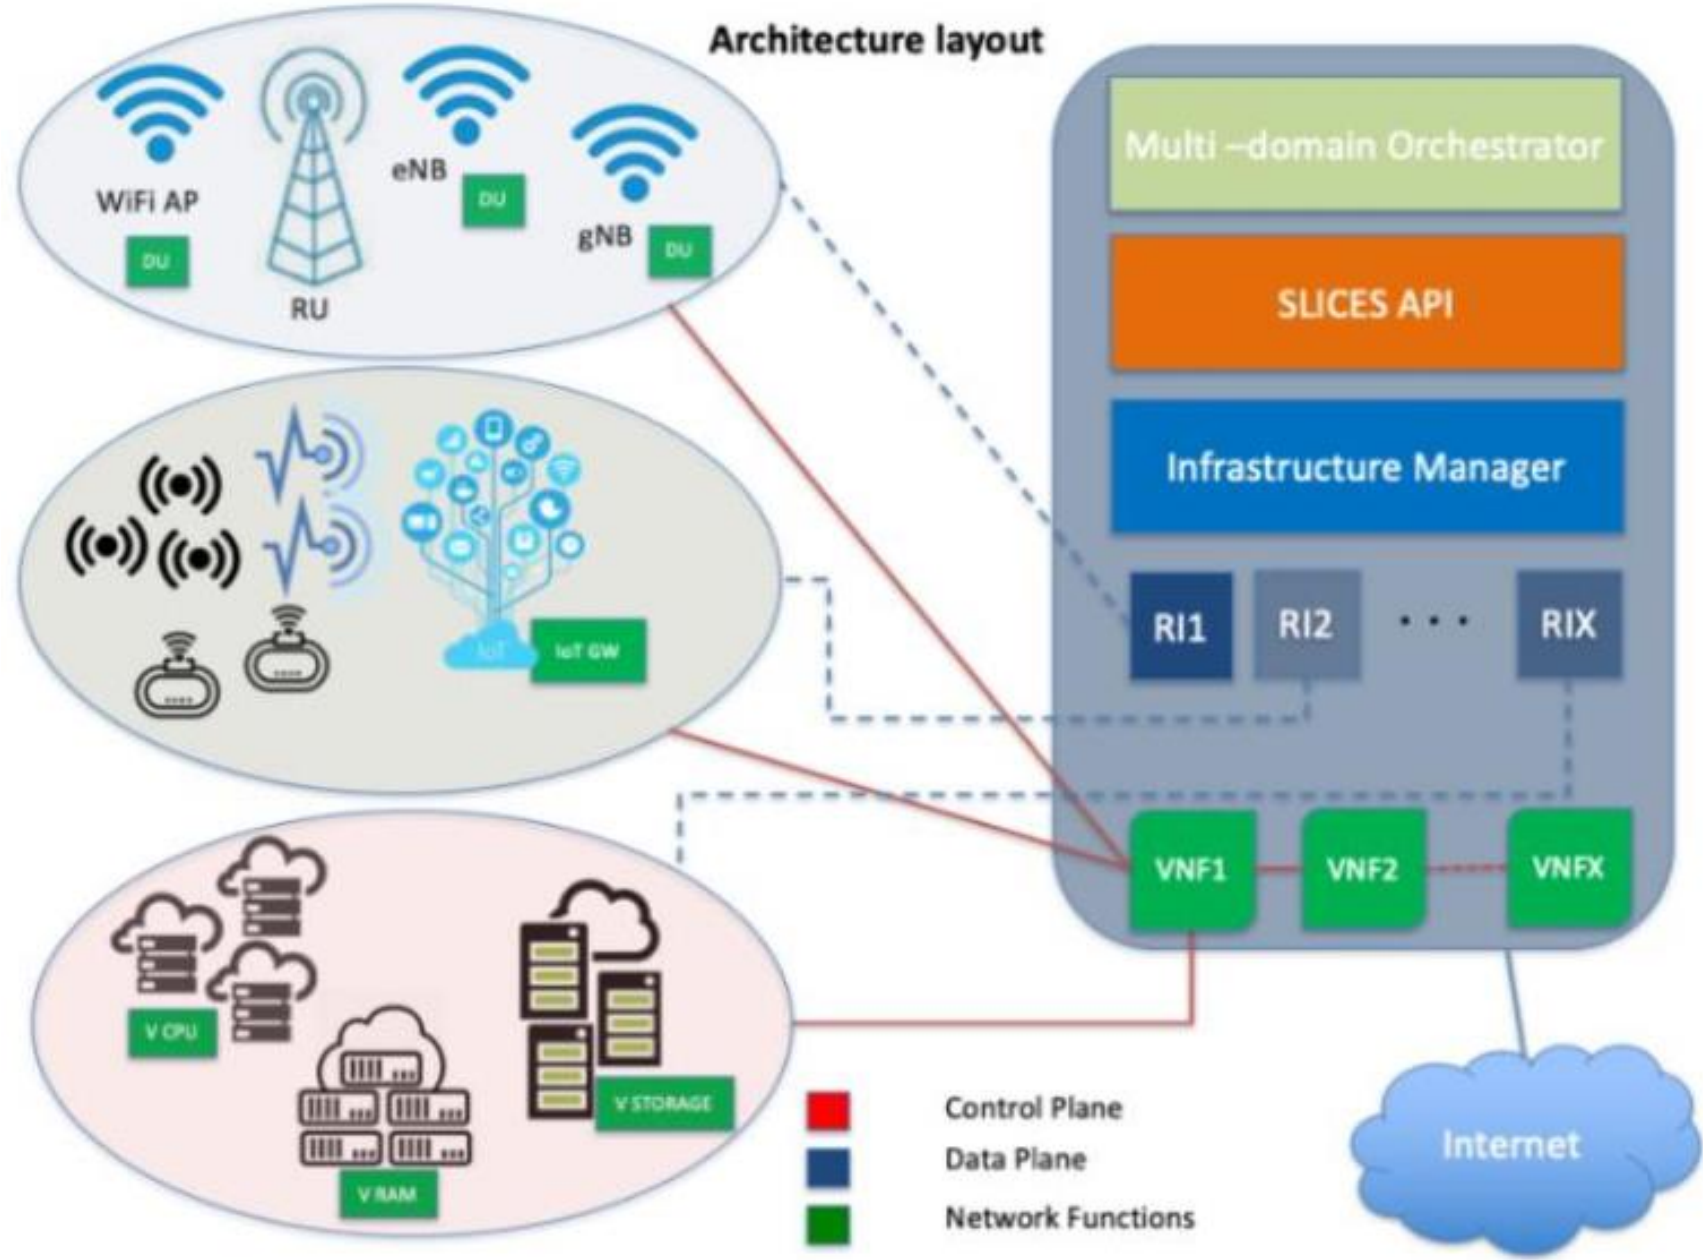 Architecture layout
WiFi AP
DU
RU
eNB
DU
gNB
DU
IoT
IoT GW
V CPU
V RAM
V STORAGE
Multi –domain Orchestrator
SLICES API
Infrastructure Manager
RI1 RI2 . . . RIX
VNF1 VNF2 VNFX
Control Plane
Data Plane
Network Functions
Internet